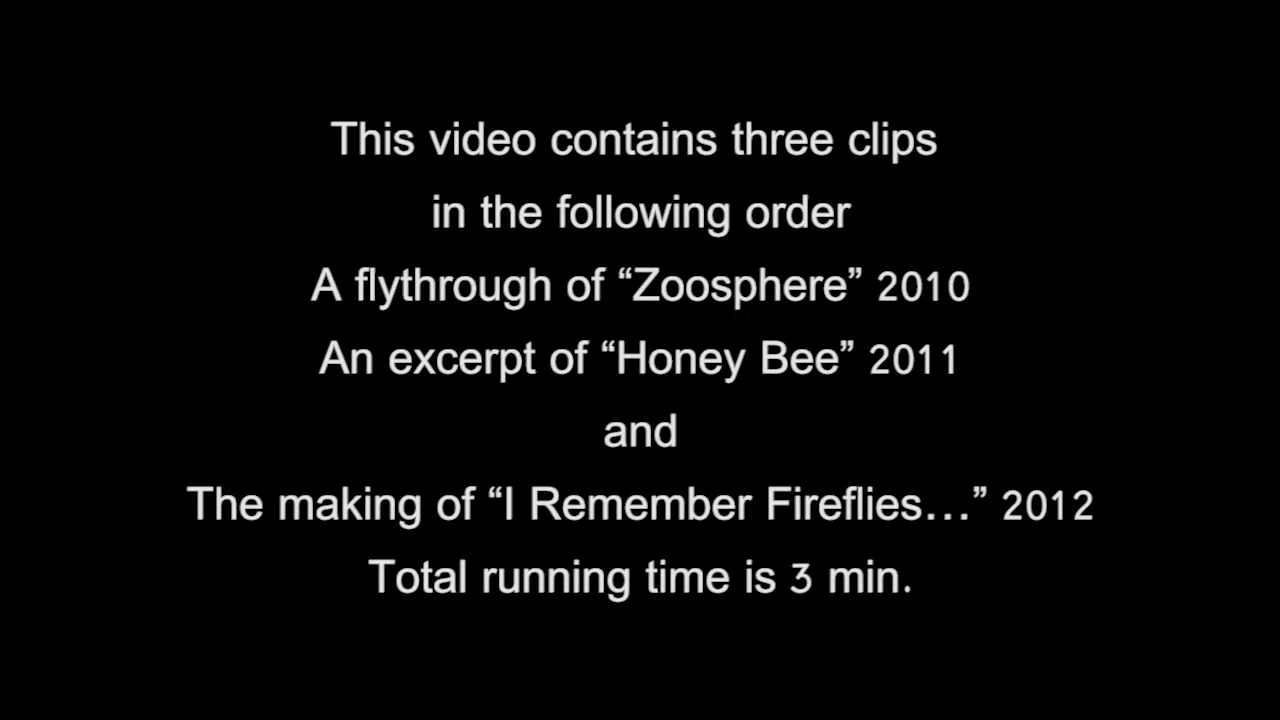 This video contains three clips
in the following order
A flythrough of “Zoosphere” 2010
An excerpt of “Honey Bee” 2011
and
The making of “I Remember Fireflies…” 2012
Total running time is 3 min.